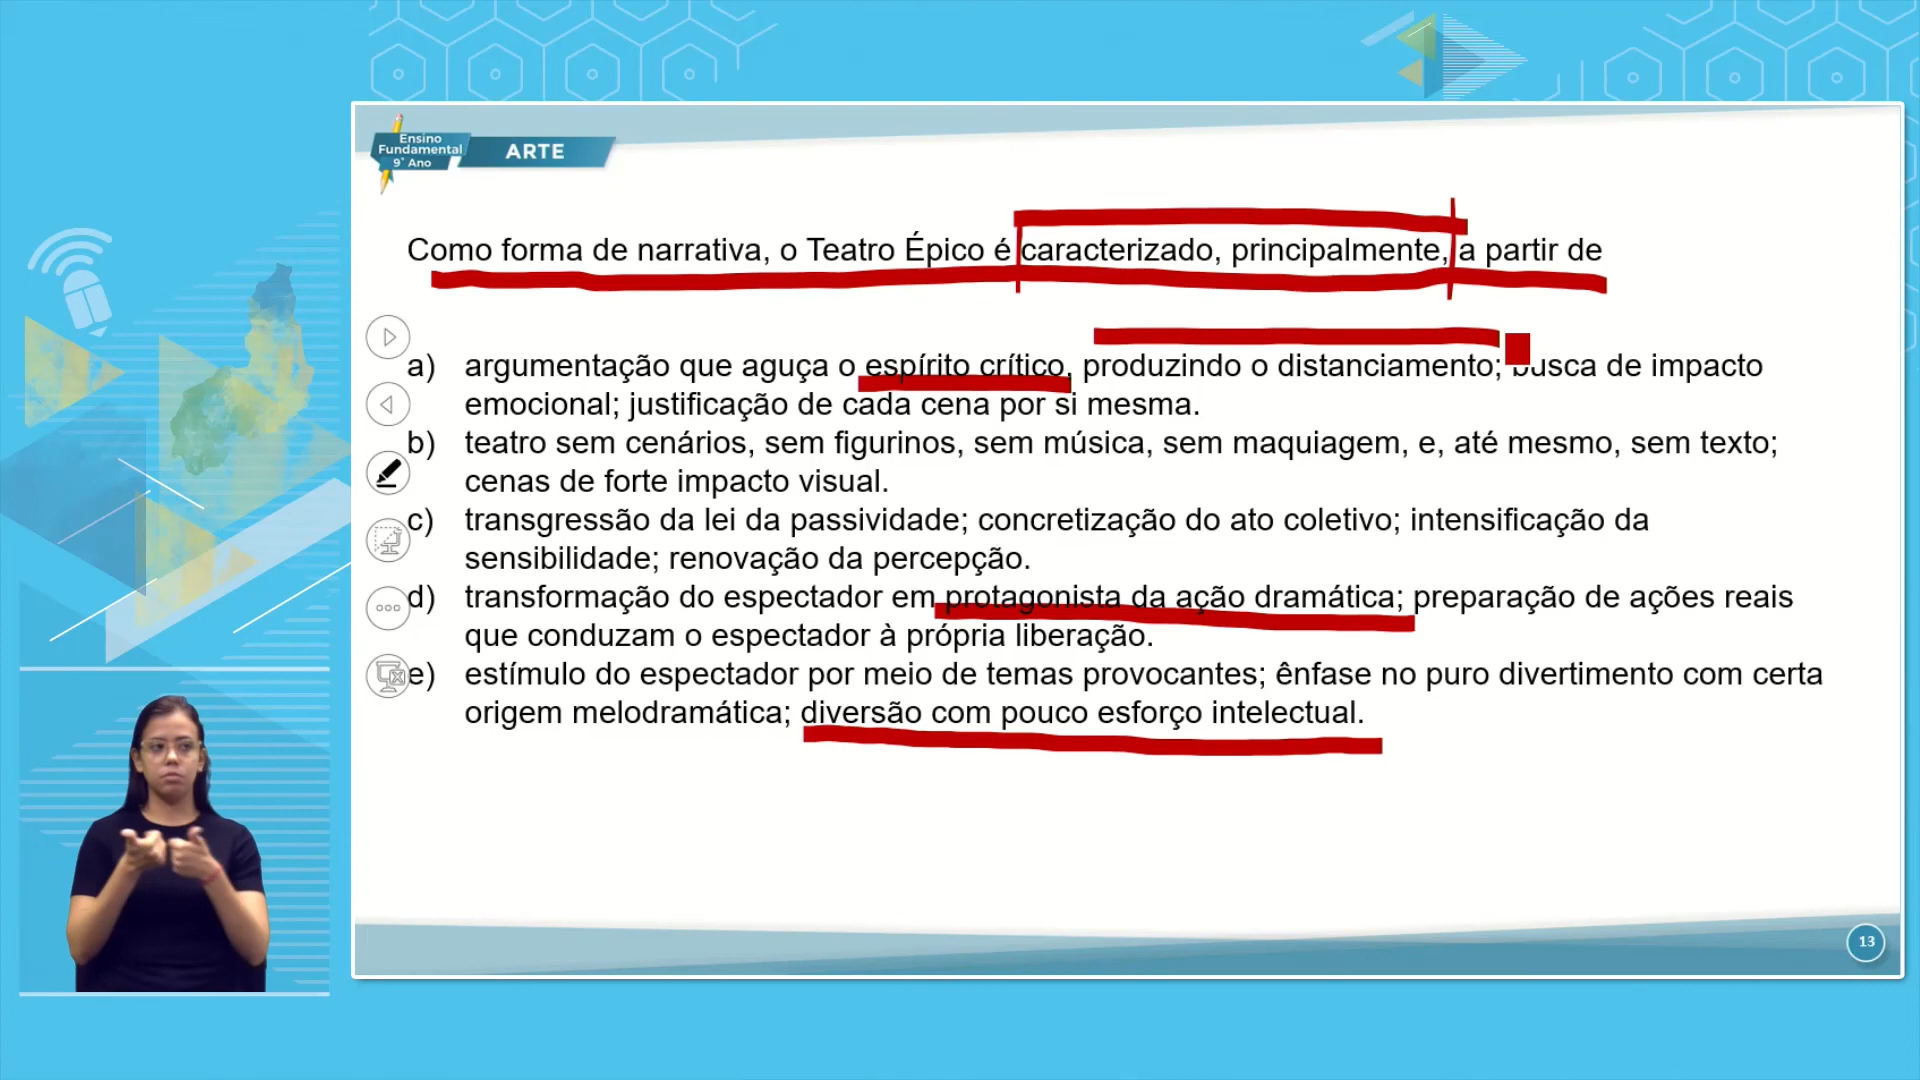 Ensino
Fundamental
9° Ano
ARTE
Como forma de narrativa, o Teatro Épico é caracterizado, principalmente, a partir de
a) argumentação que aguça o espírito crítico, produzindo o distanciamento; busca de impacto
emocional; justificação de cada cena por si mesma.
b) teatro sem cenários, sem figurinos, sem música, sem maquiagem, e, até mesmo, sem texto;
cenas de forte impacto visual.
c) transgressão da lei da passividade; concretização do ato coletivo; intensificação da
sensibilidade; renovação da percepção.
d) transformação do espectador em protagonista da ação dramática; preparação de ações reais
que conduzam o espectador à própria liberação.
e) estímulo do espectador por meio de temas provocantes; ênfase no puro divertimento com certa
origem melodramática; diversão com pouco esforço intelectual.
13